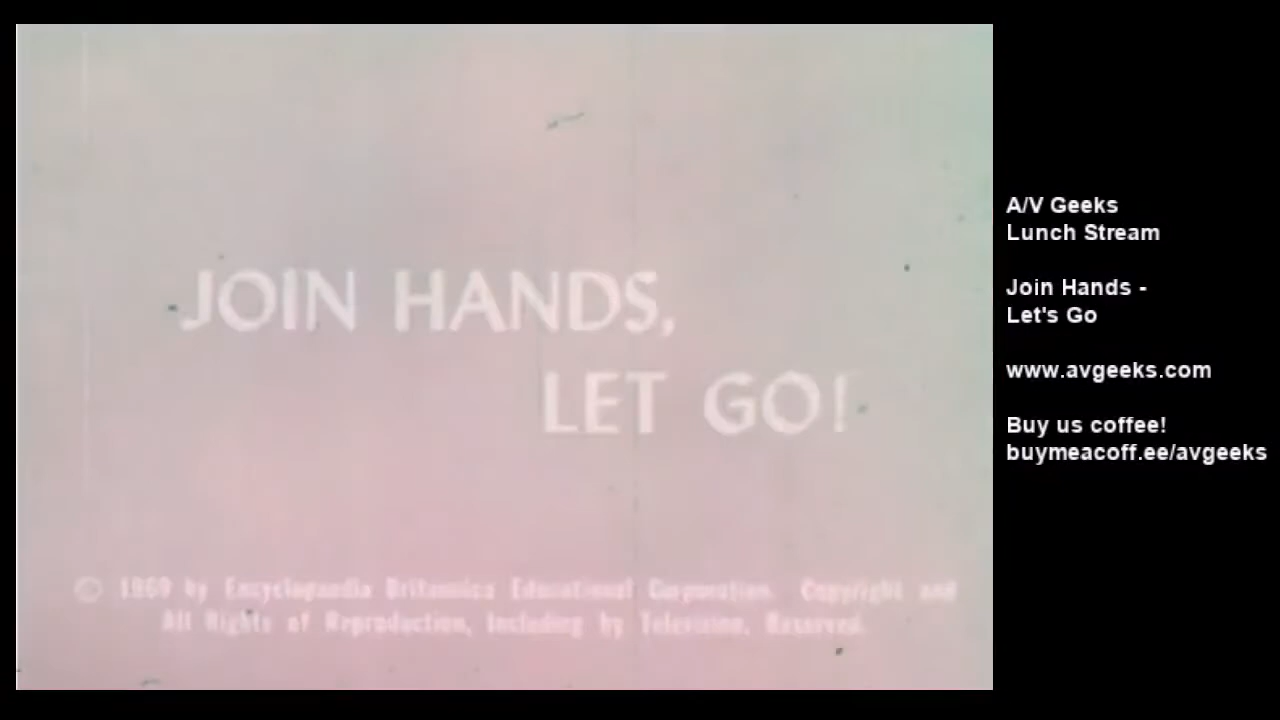 JOIN HANDS,
LET GO!
© 1969 by Encyclopaedia Britannica Educational Corporation. Copyright and
All Rights of Reproduction, Including by Television, Reserved.
A/V Geeks
Lunch Stream
Join Hands -
Let's Go
www.avgeeks.com
Buy us coffee!
buymeacoff.ee/avgeeks